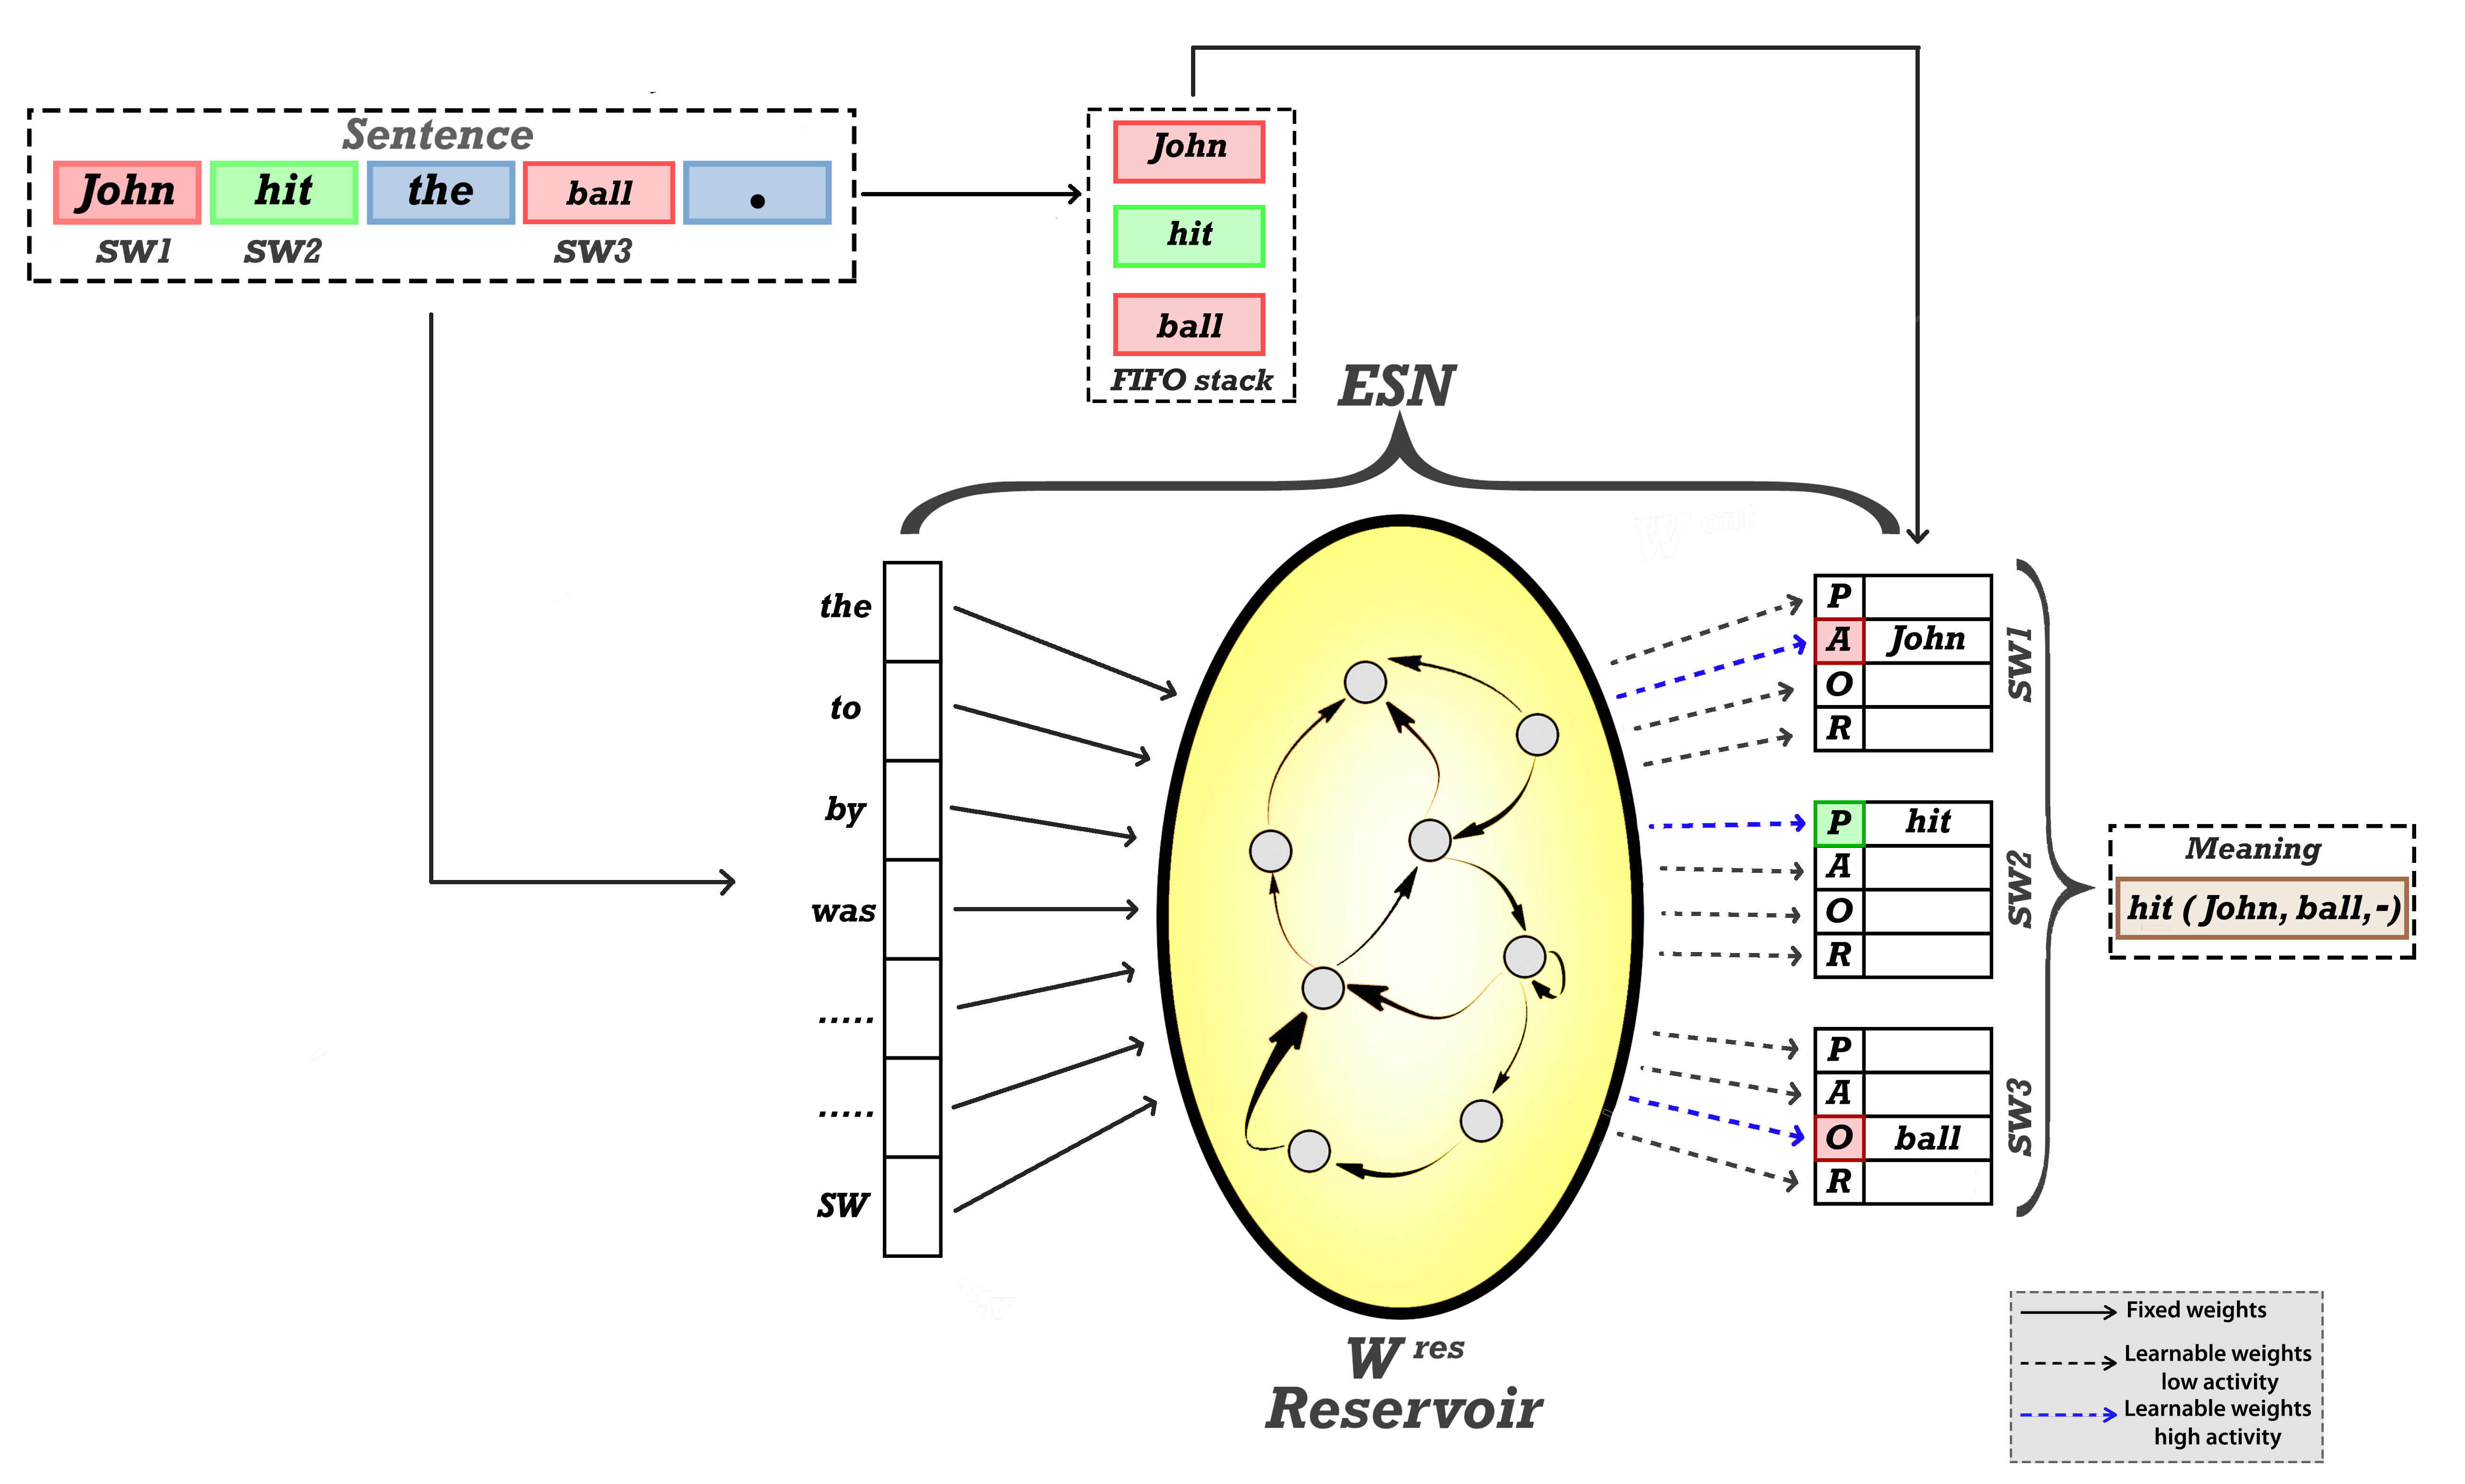 Sentence
John hit the ball .
SW1 SW2 SW3
John
hit
ball
FIFO stack
ESN
the
to
by
was
.....
.....
SW
W res
Reservoir
P
A John
O
R
SW1
P hit
A
O
R
SW2
P
A
O ball
R
SW3
Meaning
hit ( John, ball,-)
Fixed weights
Learnable weights
low activity
Learnable weights
high activity
W out